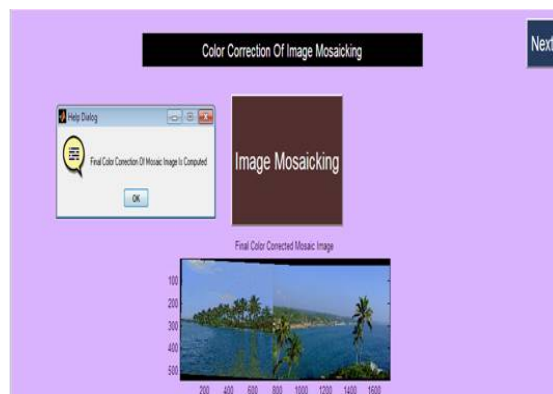 Color Correction Of Image Mosaicking
Next
Help Dialog
Final Color Correction Of Mosaic Image Is Computed
OK
Image Mosaicking
Final Color Corrected Mosaic Image
100
200
300
400
500
200 400 600 800 1000 1200 1400 1600